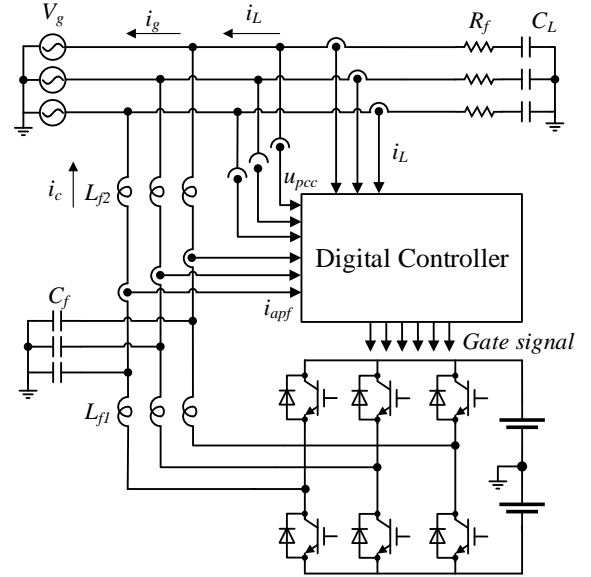 V_g
i_g
i_L
R_f
C_L
i_L
u_pcc
i_c
L_f2
Digital Controller
i_apf
C_f
Gate signal
L_f1